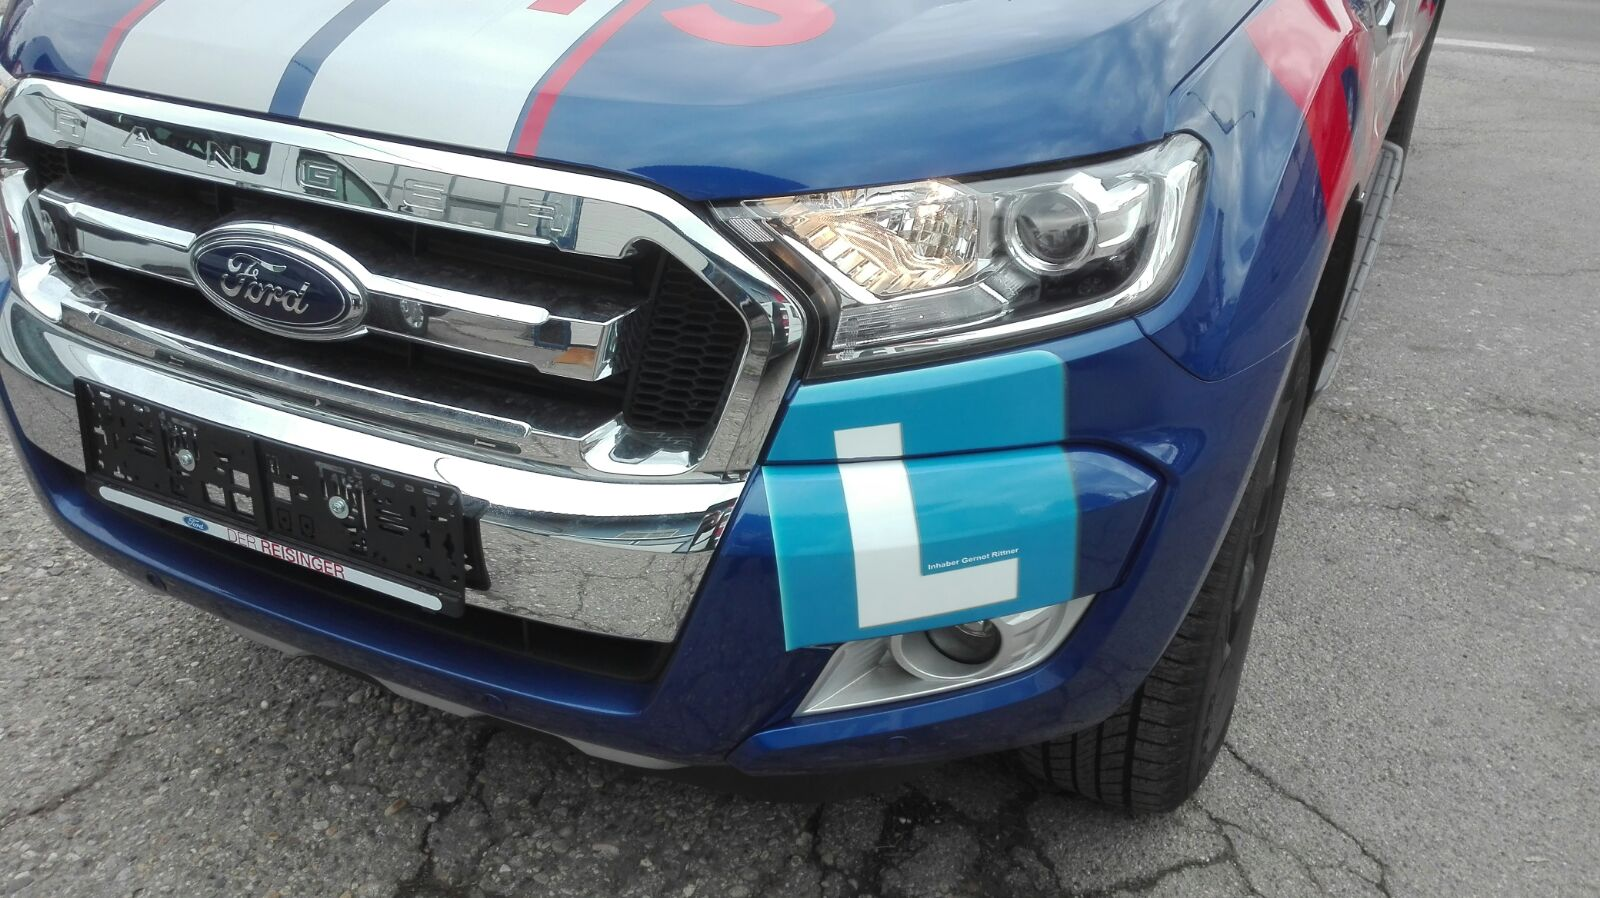 RANGER
Ford
L
Inhaber Gernot Rittner
Ford
DER REISINGER